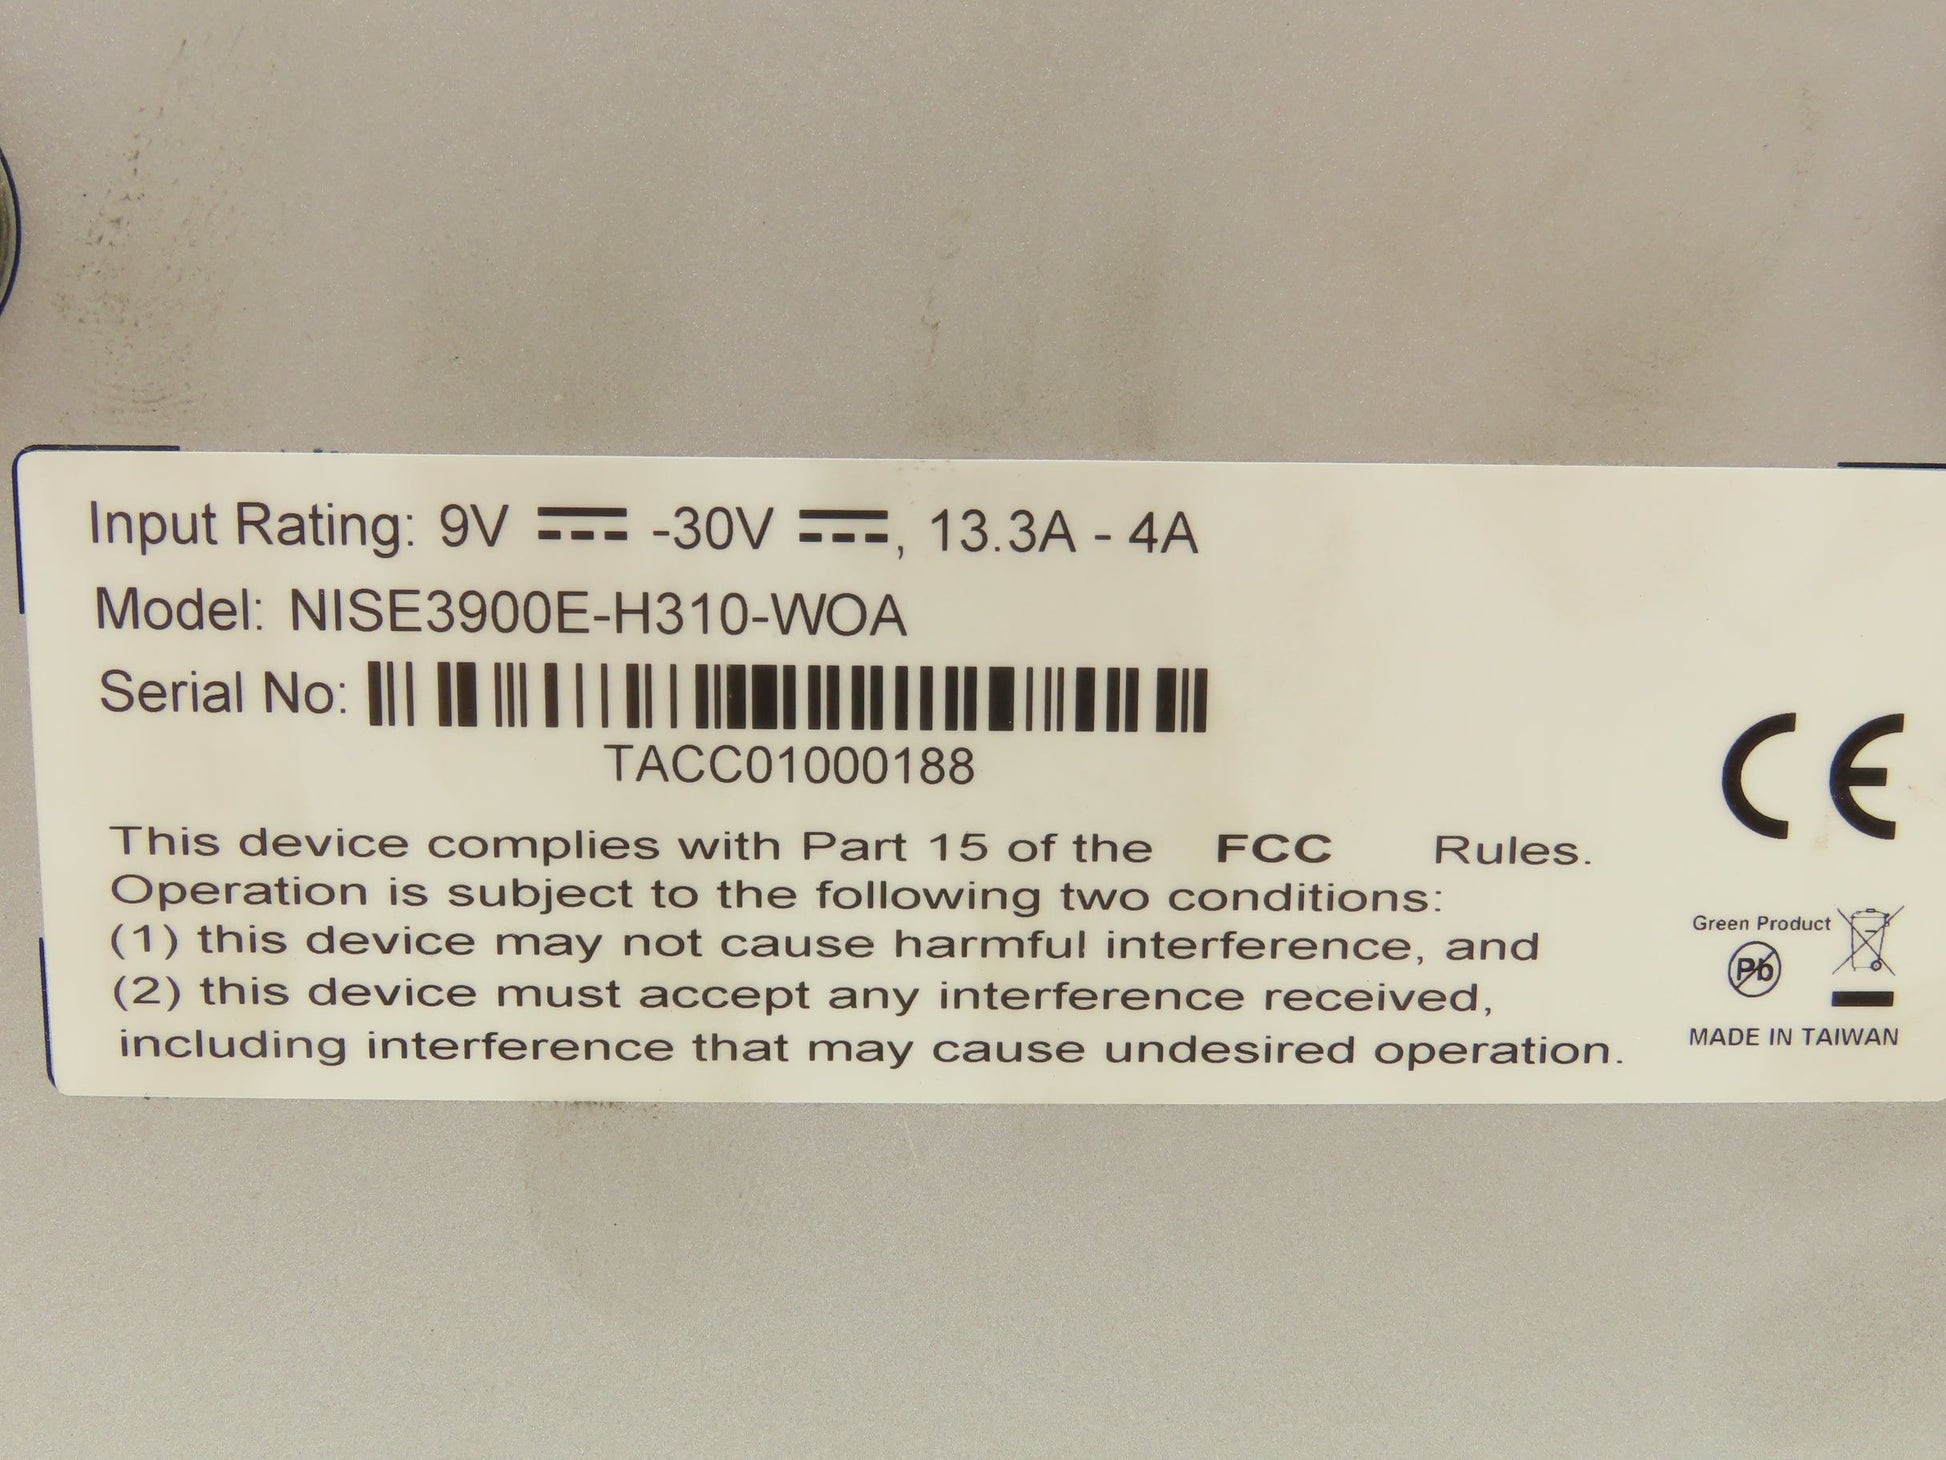 Input Rating: 9V ⎓ -30V ⎓, 13.3A - 4A
Model: NISE3900E-H310-WOA
Serial No:
TACC01000188
This device complies with Part 15 of the FCC Rules.
Operation is subject to the following two conditions:
(1) this device may not cause harmful interference, and
(2) this device must accept any interference received,
including interference that may cause undesired operation.
CE
Green Product
Pb
MADE IN TAIWAN